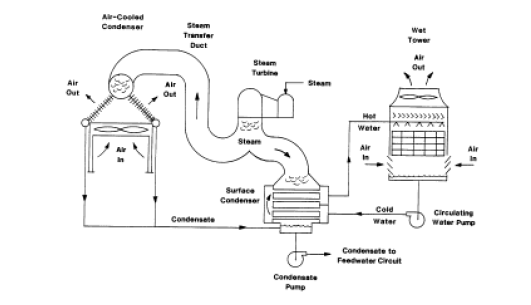 Air-Cooled
Condenser
Steam
Transfer
Duct
Wet
Tower
Air
Out
Steam
Turbine
Steam
Air
Out
Air
Out
Hot
Water
Air
In
Steam
Air
In
Air
In
Surface
Condenser
Condensate
Cold
Water
Circulating
Water Pump
Condensate to
Feedwater Circuit
Condensate
Pump